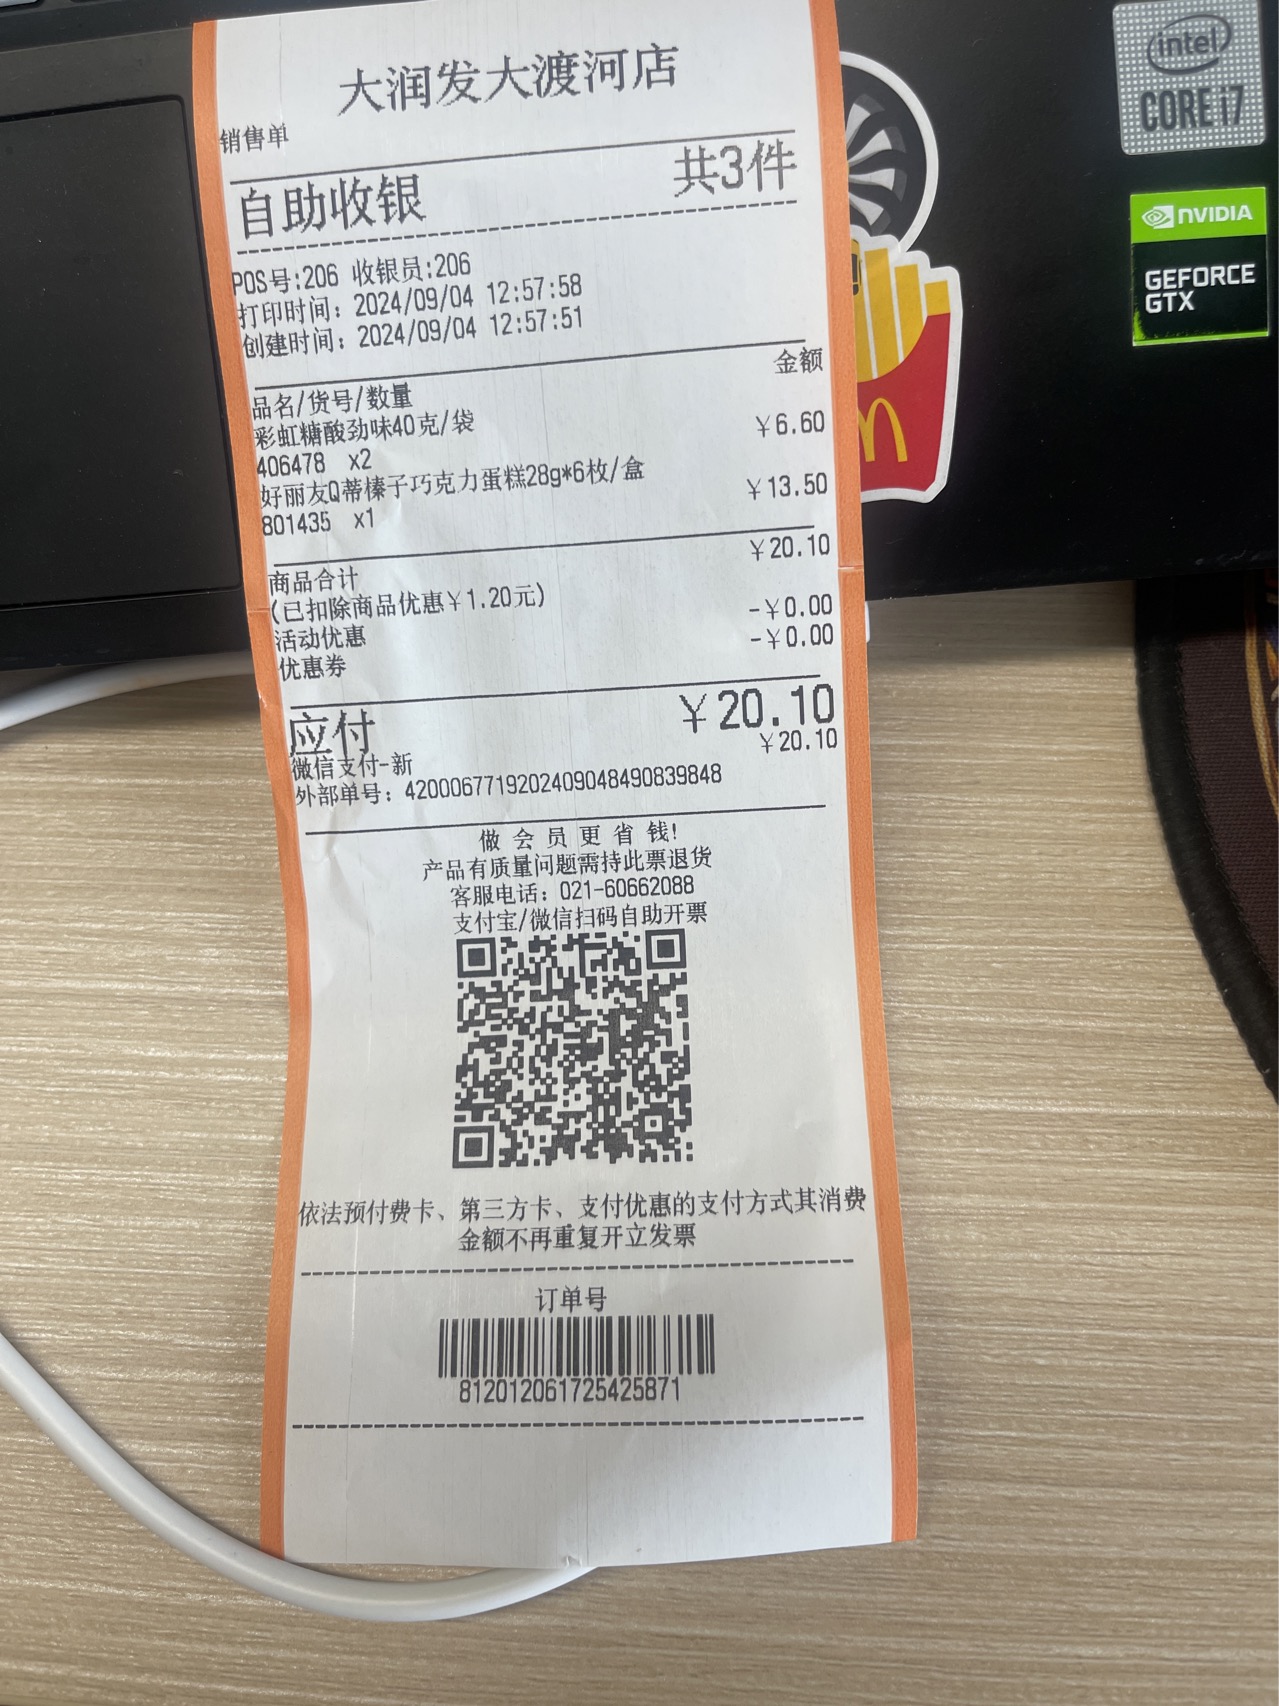 大润发大渡河店
销售单
自助收银 共3件
POS号:206 收银员:206
打印时间: 2024/09/04 12:57:58
创建时间: 2024/09/04 12:57:51
品名/货号/数量 金额
彩虹糖酸劲味40克/袋 ¥6.60
406478 x2
好丽友Q蒂榛子巧克力蛋糕28g*6枚/盒 ¥13.50
801435 x1
商品合计 ¥20.10
(已扣除商品优惠¥1.20元)
活动优惠 -¥0.00
优惠券 -¥0.00
应付 ¥20.10
微信支付-新 ¥20.10
外部单号: 4200067719202409048490839848
做会员更省钱!
产品有质量问题需持此票退货
客服电话: 021-60662088
支付宝/微信扫码自助开票
依法预付费卡、第三方卡、支付优惠的支付方式其消费
金额不再重复开立发票
订单号
812012061725425871
intel
CORE i7
NVIDIA
GEFORCE
GTX